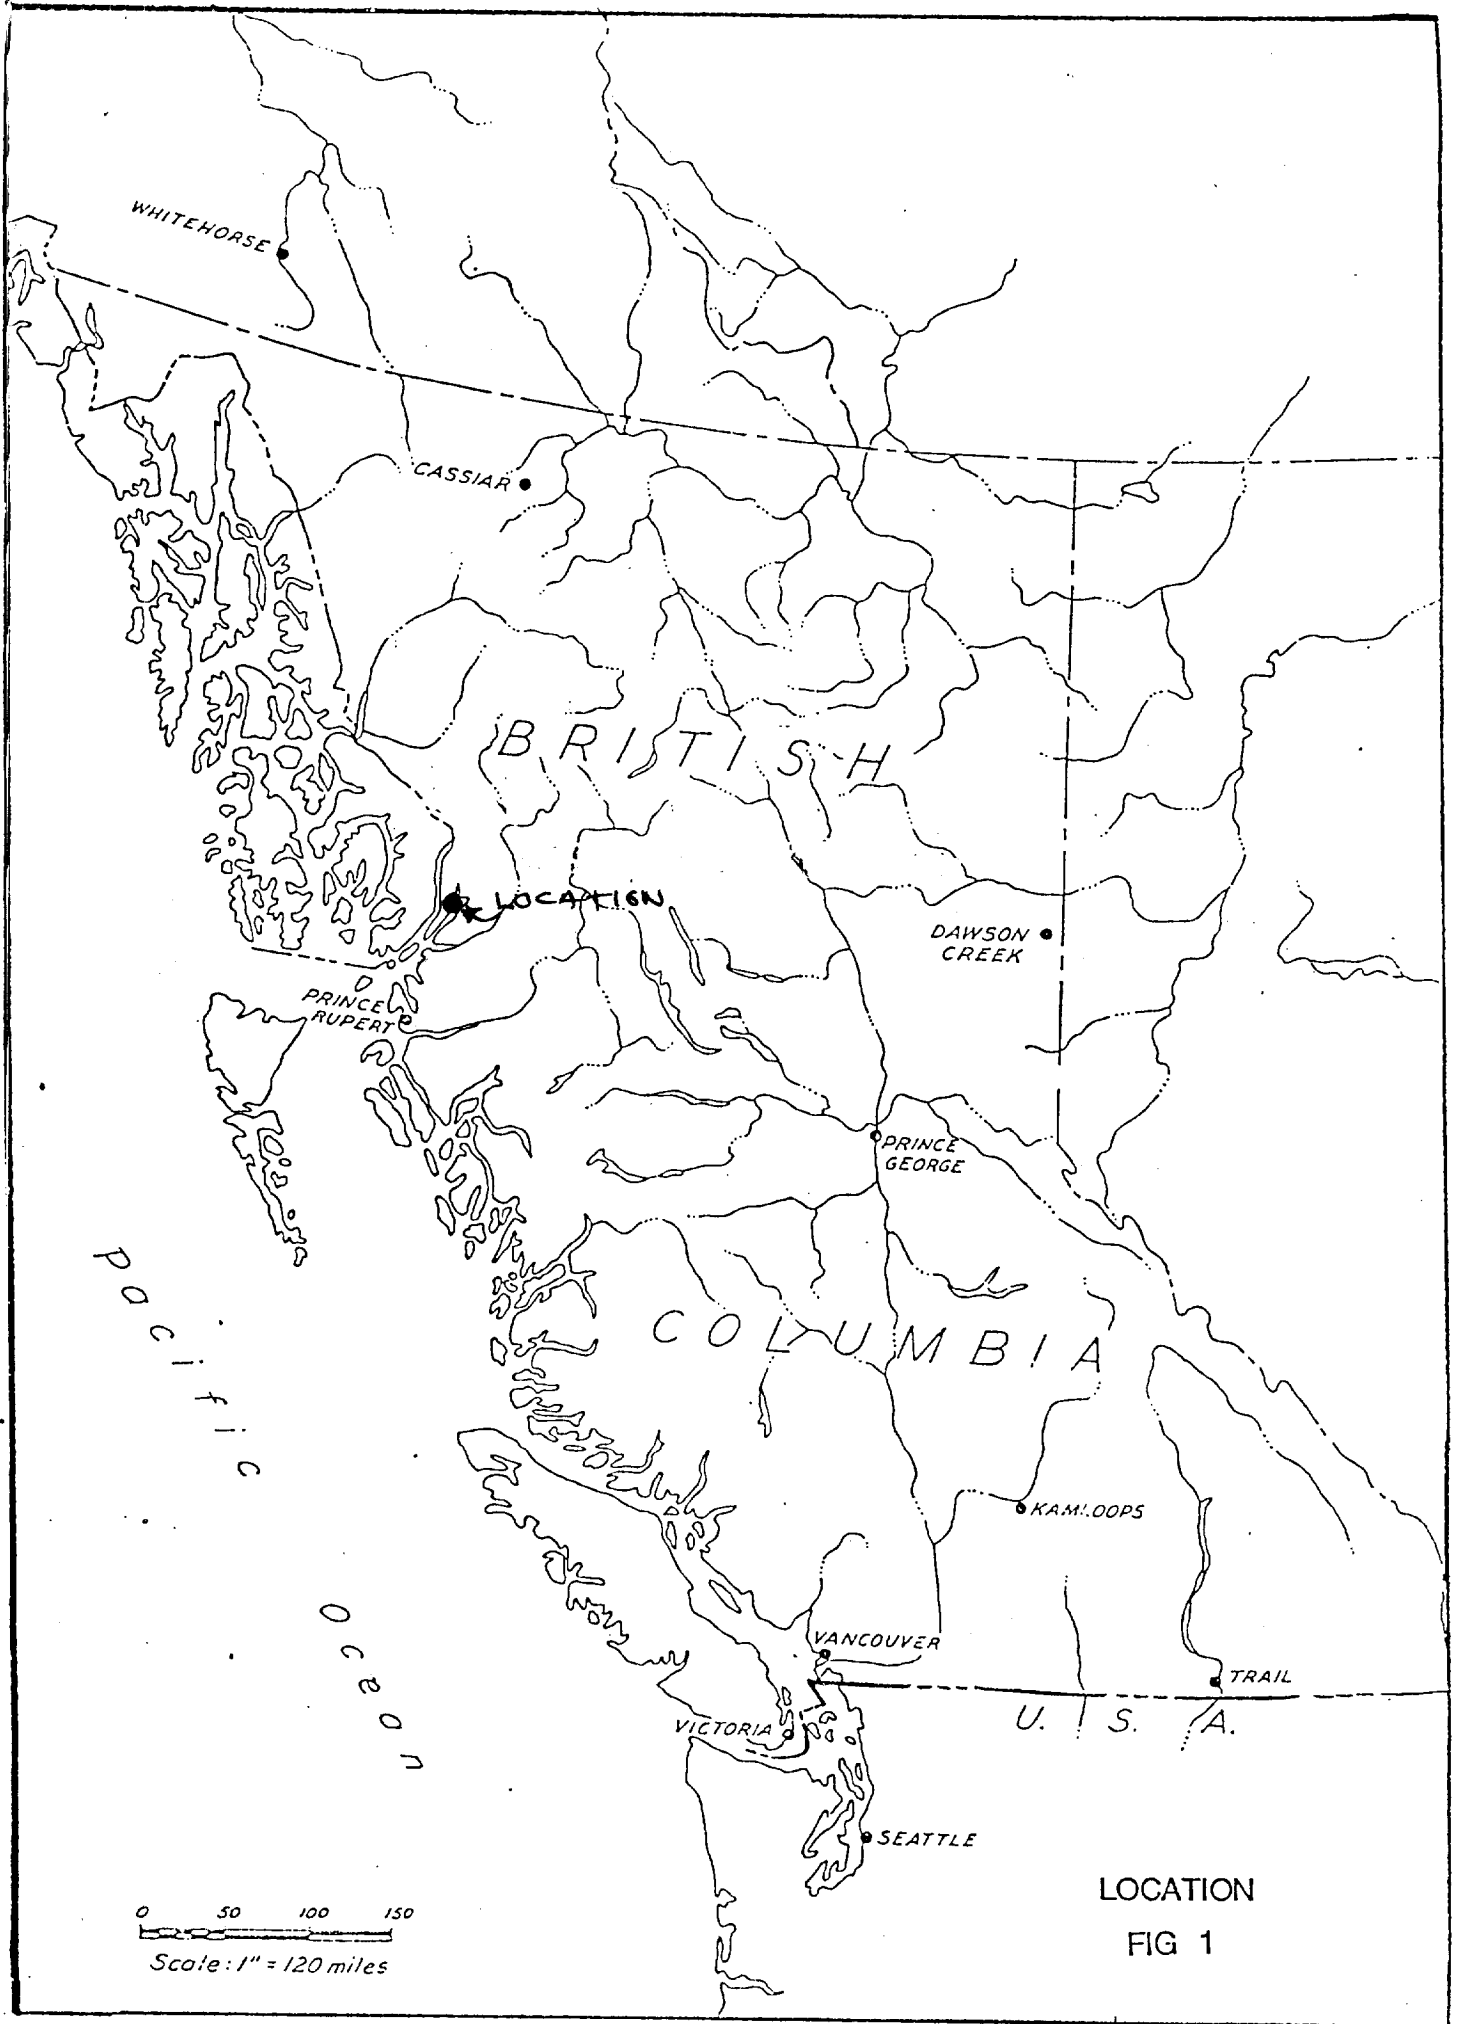 WHITEHORSE
CASSIAR
BRITISH
LOCATION
DAWSON
CREEK
PRINCE
RUPERT
PRINCE
GEORGE
Pacific
COLUMBIA
KAMLOOPS
Ocean
VANCOUVER
TRAIL
U. S. A.
VICTORIA
SEATTLE
LOCATION
FIG 1
0 50 100 150
Scale: 1" = 120 miles